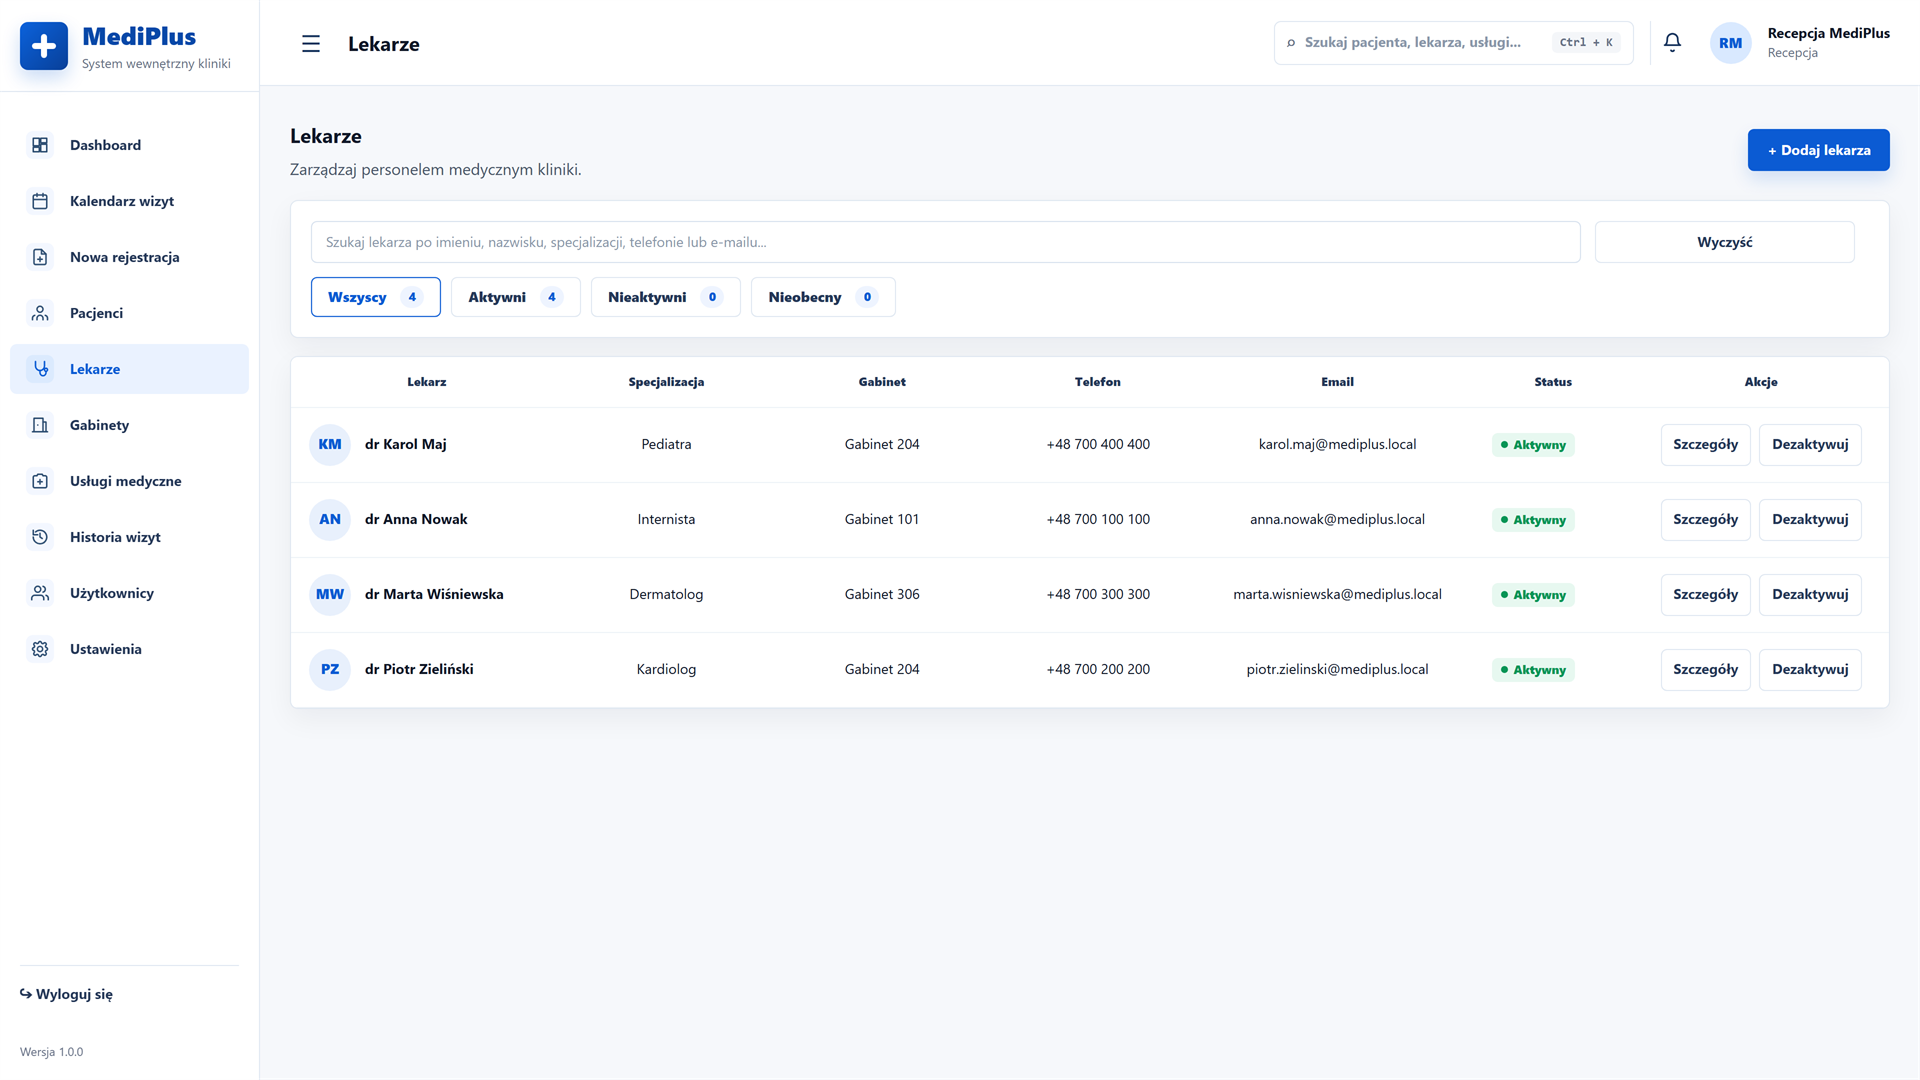 MediPlus
System wewnętrzny kliniki
Dashboard
Kalendarz wizyt
Nowa rejestracja
Pacjenci
Lekarze
Gabinety
Usługi medyczne
Historia wizyt
Użytkownicy
Ustawienia
↪ Wyloguj się
Wersja 1.0.0
Lekarze
Szukaj pacjenta, lekarza, usługi... Ctrl + K
RM
Recepcja MediPlus
Recepcja
Lekarze
Zarządzaj personelem medycznym kliniki.
+ Dodaj lekarza
Szukaj lekarza po imieniu, nazwisku, specjalizacji, telefonie lub e-mailu...
Wyczyść
Wszyscy 4 Aktywni 4 Nieaktywni 0 Nieobecny 0
Lekarz Specjalizacja Gabinet Telefon Email Status Akcje
KM dr Karol Maj Pediatra Gabinet 204 +48 700 400 400 karol.maj@mediplus.local Aktywny Szczegóły Dezaktywuj
AN dr Anna Nowak Internista Gabinet 101 +48 700 100 100 anna.nowak@mediplus.local Aktywny Szczegóły Dezaktywuj
MW dr Marta Wiśniewska Dermatolog Gabinet 306 +48 700 300 300 marta.wisniewska@mediplus.local Aktywny Szczegóły Dezaktywuj
PZ dr Piotr Zieliński Kardiolog Gabinet 204 +48 700 200 200 piotr.zielinski@mediplus.local Aktywny Szczegóły Dezaktywuj